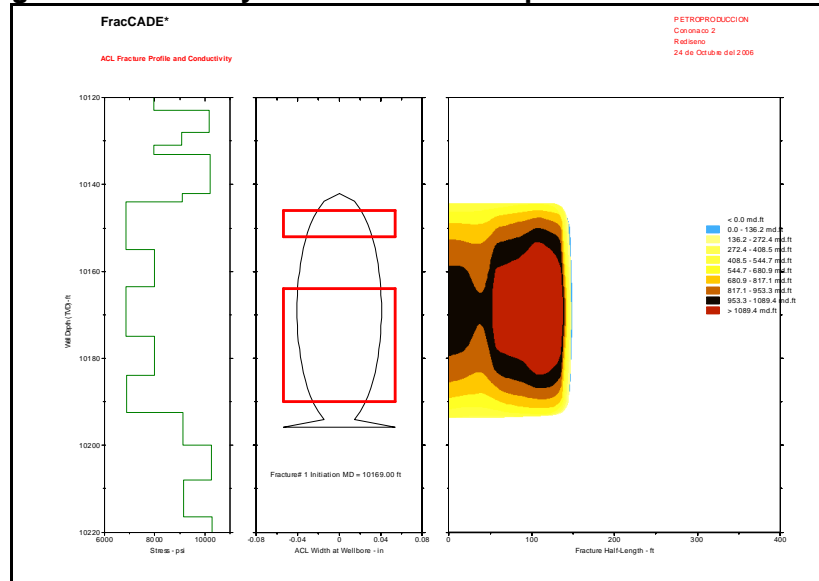 FracCADE*
PETROPRODUCCION
Cononaco 2
Rediseno
24 de Octubre del 2006
ACL Fracture Profile and Conductivity
10120
10140
10160
10180
10200
10220
Well Depth (TVD) - ft
6000 8000 10000
Stress - psi
Fracture# 1 Initiation MD = 10169.00 ft
-0.08 -0.04 0 0.04 0.08
ACL Width at Wellbore - in
< 0.0 md.ft
0.0 - 136.2 md.ft
136.2 - 272.4 md.ft
272.4 - 408.5 md.ft
408.5 - 544.7 md.ft
544.7 - 680.9 md.ft
680.9 - 817.1 md.ft
817.1 - 953.3 md.ft
953.3 - 1089.4 md.ft
> 1089.4 md.ft
0 100 200 300 400
Fracture Half-Length - ft